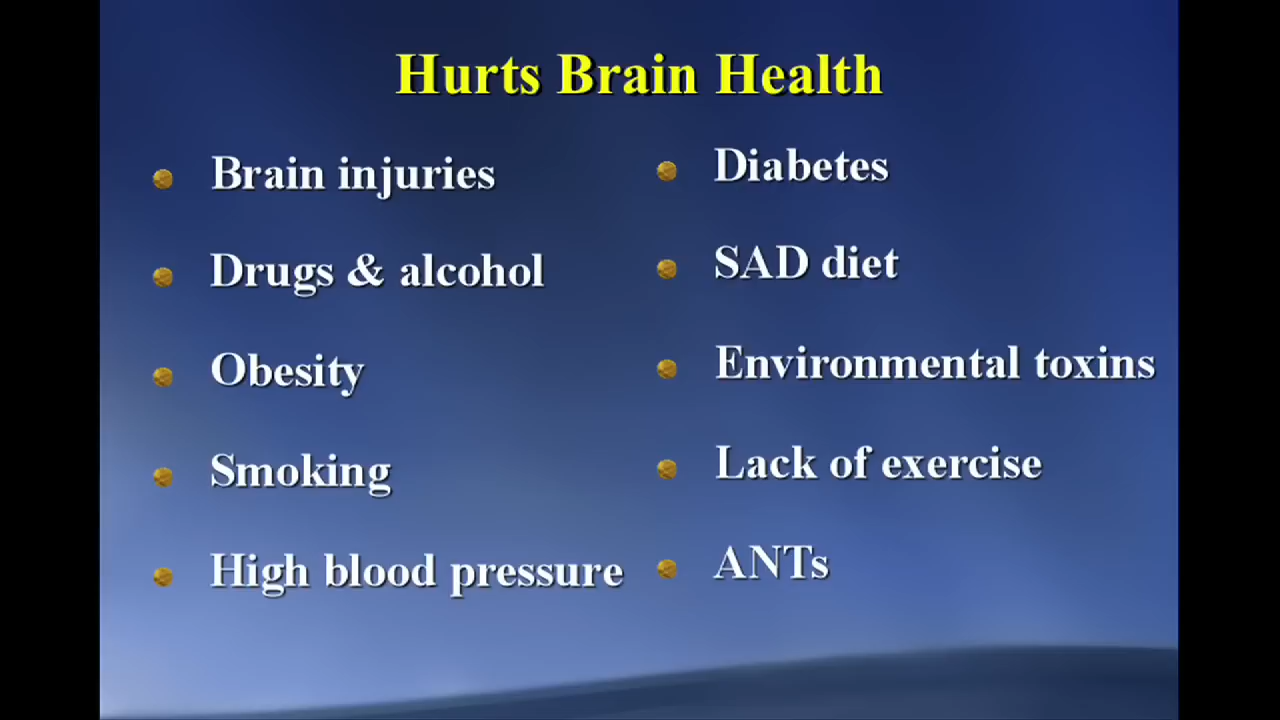 Hurts Brain Health
Brain injuries
Drugs & alcohol
Obesity
Smoking
High blood pressure
Diabetes
SAD diet
Environmental toxins
Lack of exercise
ANTs